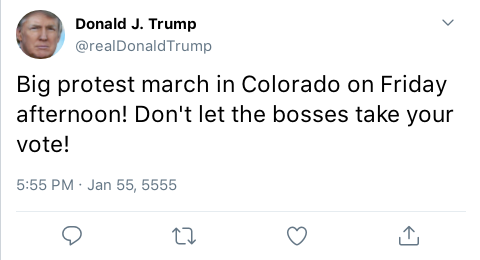 Donald J. Trump
@realDonaldTrump
Big protest march in Colorado on Friday
afternoon! Don't let the bosses take your
vote!
5:55 PM · Jan 55, 5555